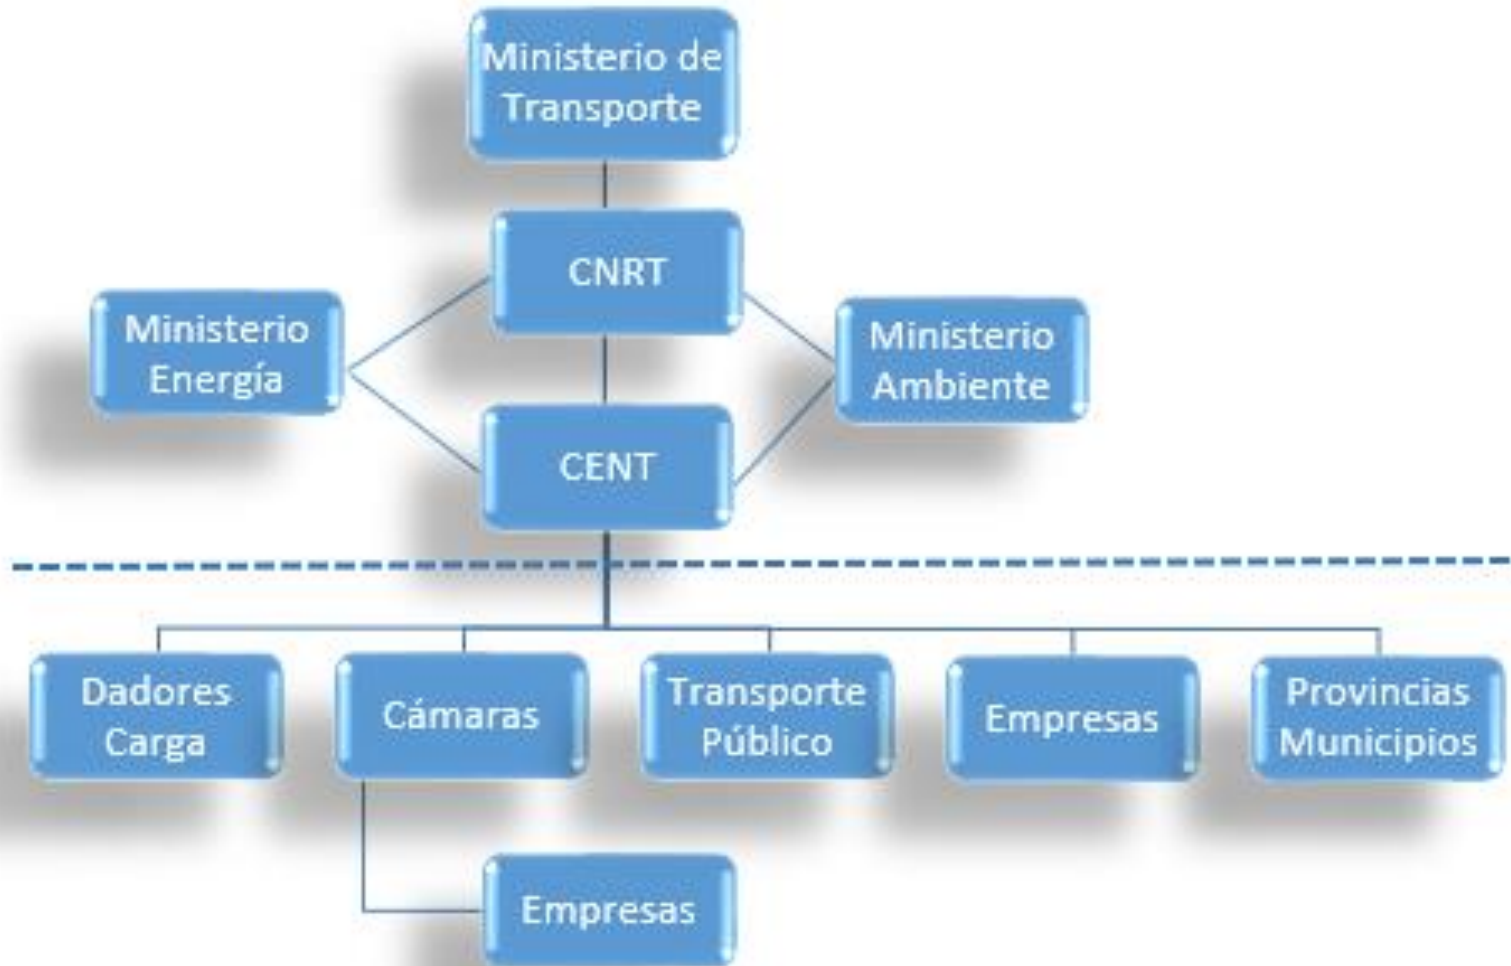 Ministerio de
Transporte
CNRT
Ministerio
Energía
Ministerio
Ambiente
CENT
Dadores
Carga
Cámaras
Transporte
Público
Empresas
Provincias
Municipios
Empresas